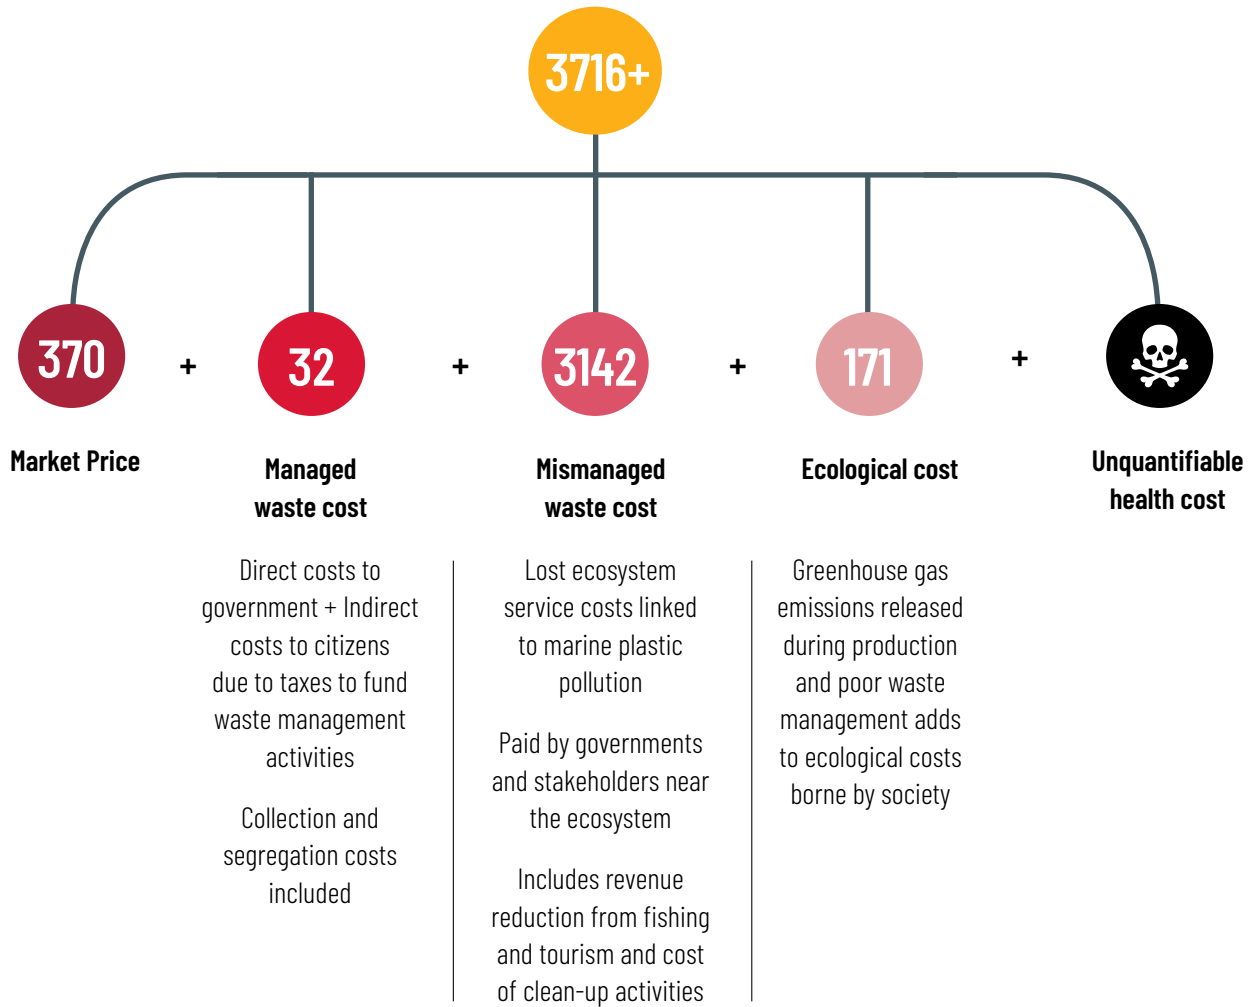 3716+
370
+
32
+
3142
+
171
+
Market Price
Managed
waste cost
Mismanaged
waste cost
Ecological cost
Unquantifiable
health cost
Direct costs to
government + Indirect
costs to citizens
due to taxes to fund
waste management
activities
Collection and
segregation costs
included
Lost ecosystem
service costs linked
to marine plastic
pollution
Paid by governments
and stakeholders near
the ecosystem
Includes revenue
reduction from fishing
and tourism and cost
of clean-up activities
Greenhouse gas
emissions released
during production
and poor waste
management adds
to ecological costs
borne by society